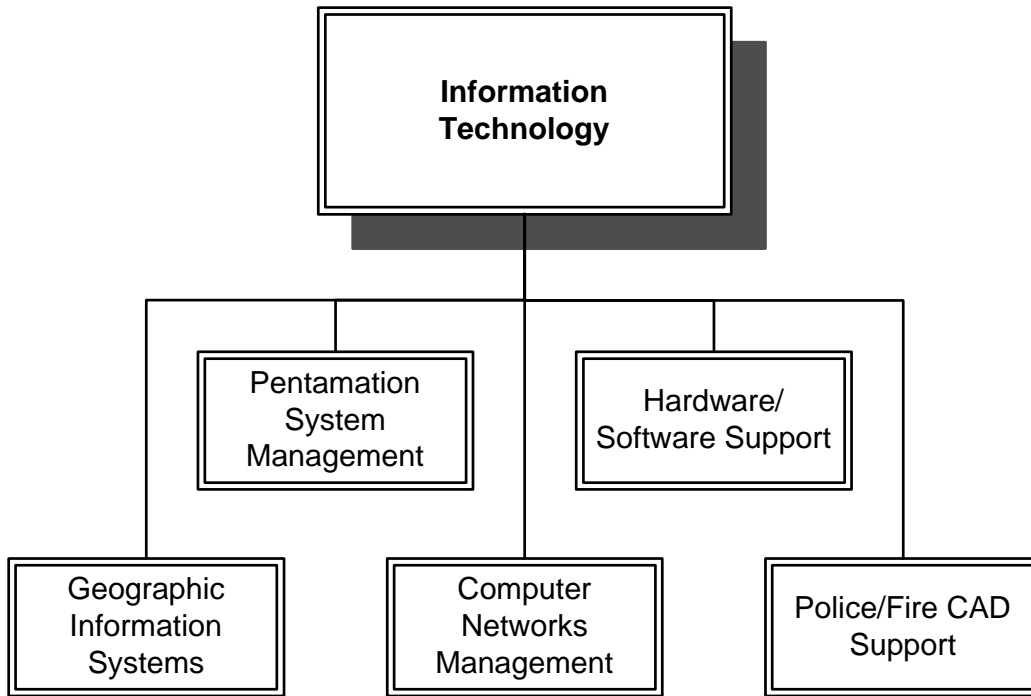 Information
Technology
Pentamation
System
Management
Hardware/
Software Support
Geographic
Information
Systems
Computer
Networks
Management
Police/Fire CAD
Support